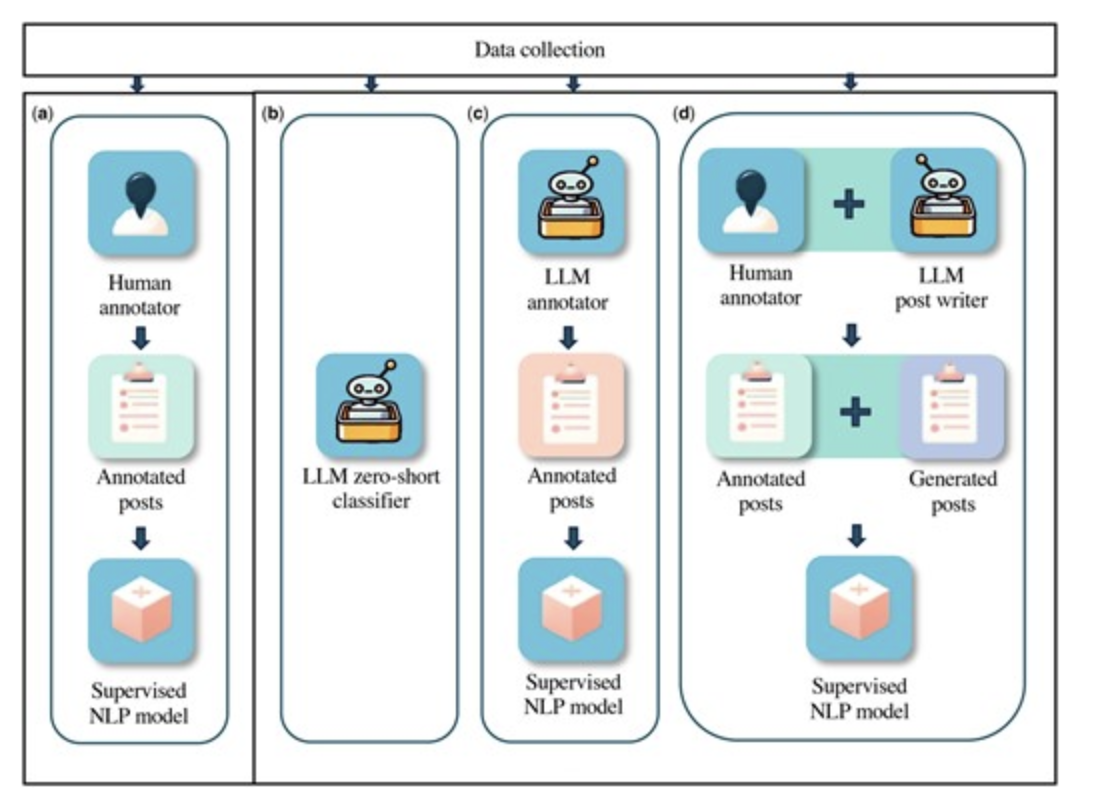 Data collection
(a)
Human
annotator
Annotated
posts
Supervised
NLP model
(b)
LLM zero-short
classifier
(c)
LLM
annotator
Annotated
posts
Supervised
NLP model
(d)
Human
annotator
LLM
post writer
Annotated
posts
Generated
posts
Supervised
NLP model